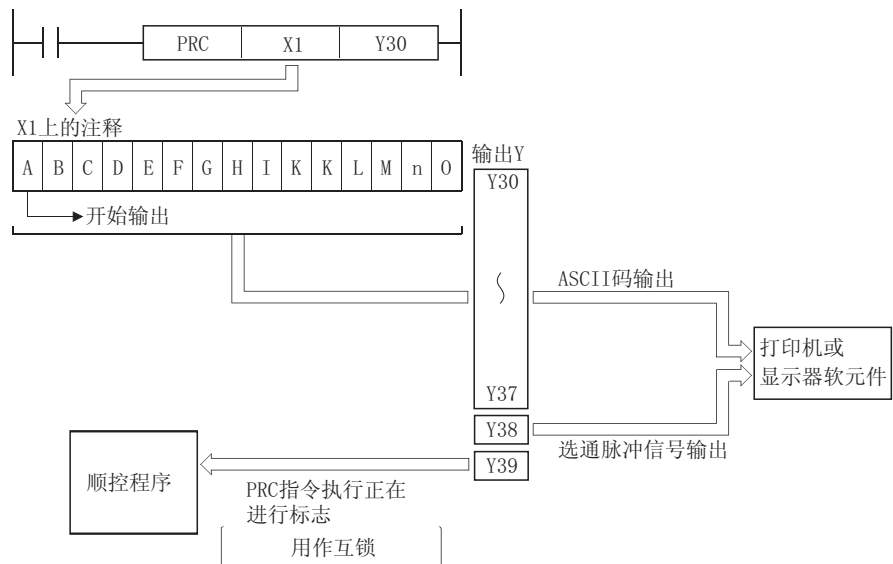 PRC X1 Y30
X1上的注释
A B C D E F G H I K K L M n O
开始输出
输出Y
Y30
~
Y37
Y38
Y39
ASCII码输出
打印机或
显示器软元件
选通脉冲信号输出
顺控程序
PRC指令执行正在
进行标志
用作互锁